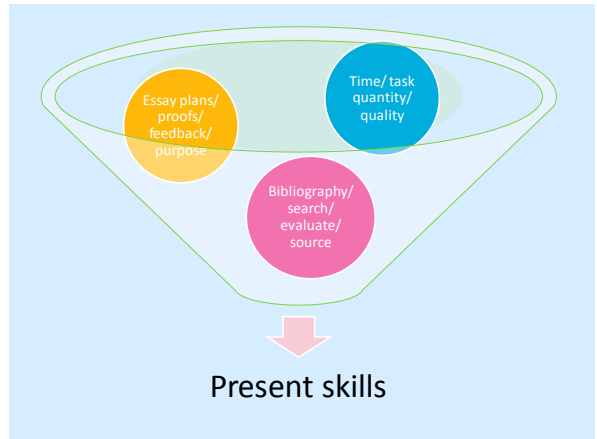 Essay plans/
proofs/
feedback/
purpose
Time/ task
quantity/
quality
Bibliography/
search/
evaluate/
source
Present skills